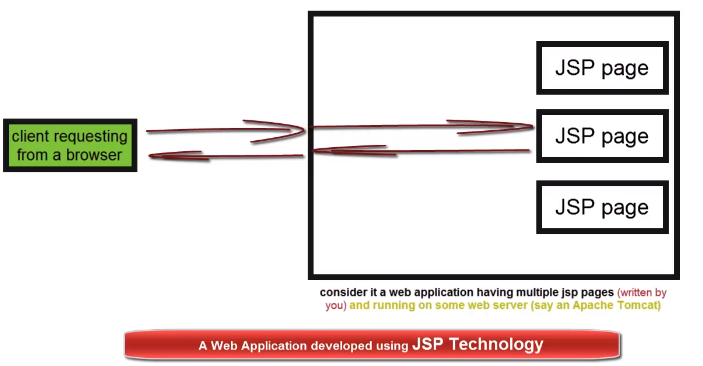 JSP page
client requesting
from a browser
JSP page
JSP page
consider it a web application having multiple jsp pages (written by
you) and running on some web server (say an Apache Tomcat)
A Web Application developed using JSP Technology